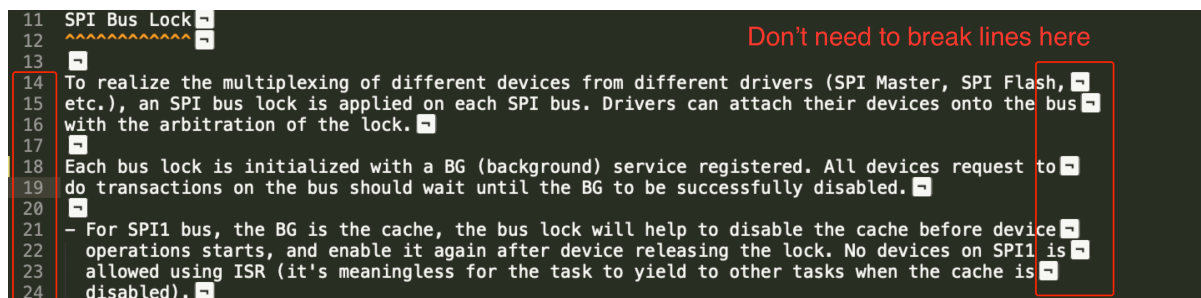 11 SPI Bus Lock¬
12 ^^^^^^^^^^^^¬
Don't need to break lines here
13 ¬
14 To realize the multiplexing of different devices from different drivers (SPI Master, SPI Flash,¬
15 etc.), an SPI bus lock is applied on each SPI bus. Drivers can attach their devices onto the bus¬
16 with the arbitration of the lock.¬
17 ¬
18 Each bus lock is initialized with a BG (background) service registered. All devices request to¬
19 do transactions on the bus should wait until the BG to be successfully disabled.¬
20 ¬
21 - For SPI1 bus, the BG is the cache, the bus lock will help to disable the cache before device¬
22 operations starts, and enable it again after device releasing the lock. No devices on SPI1 is¬
23 allowed using ISR (it's meaningless for the task to yield to other tasks when the cache is¬
24 disabled).¬